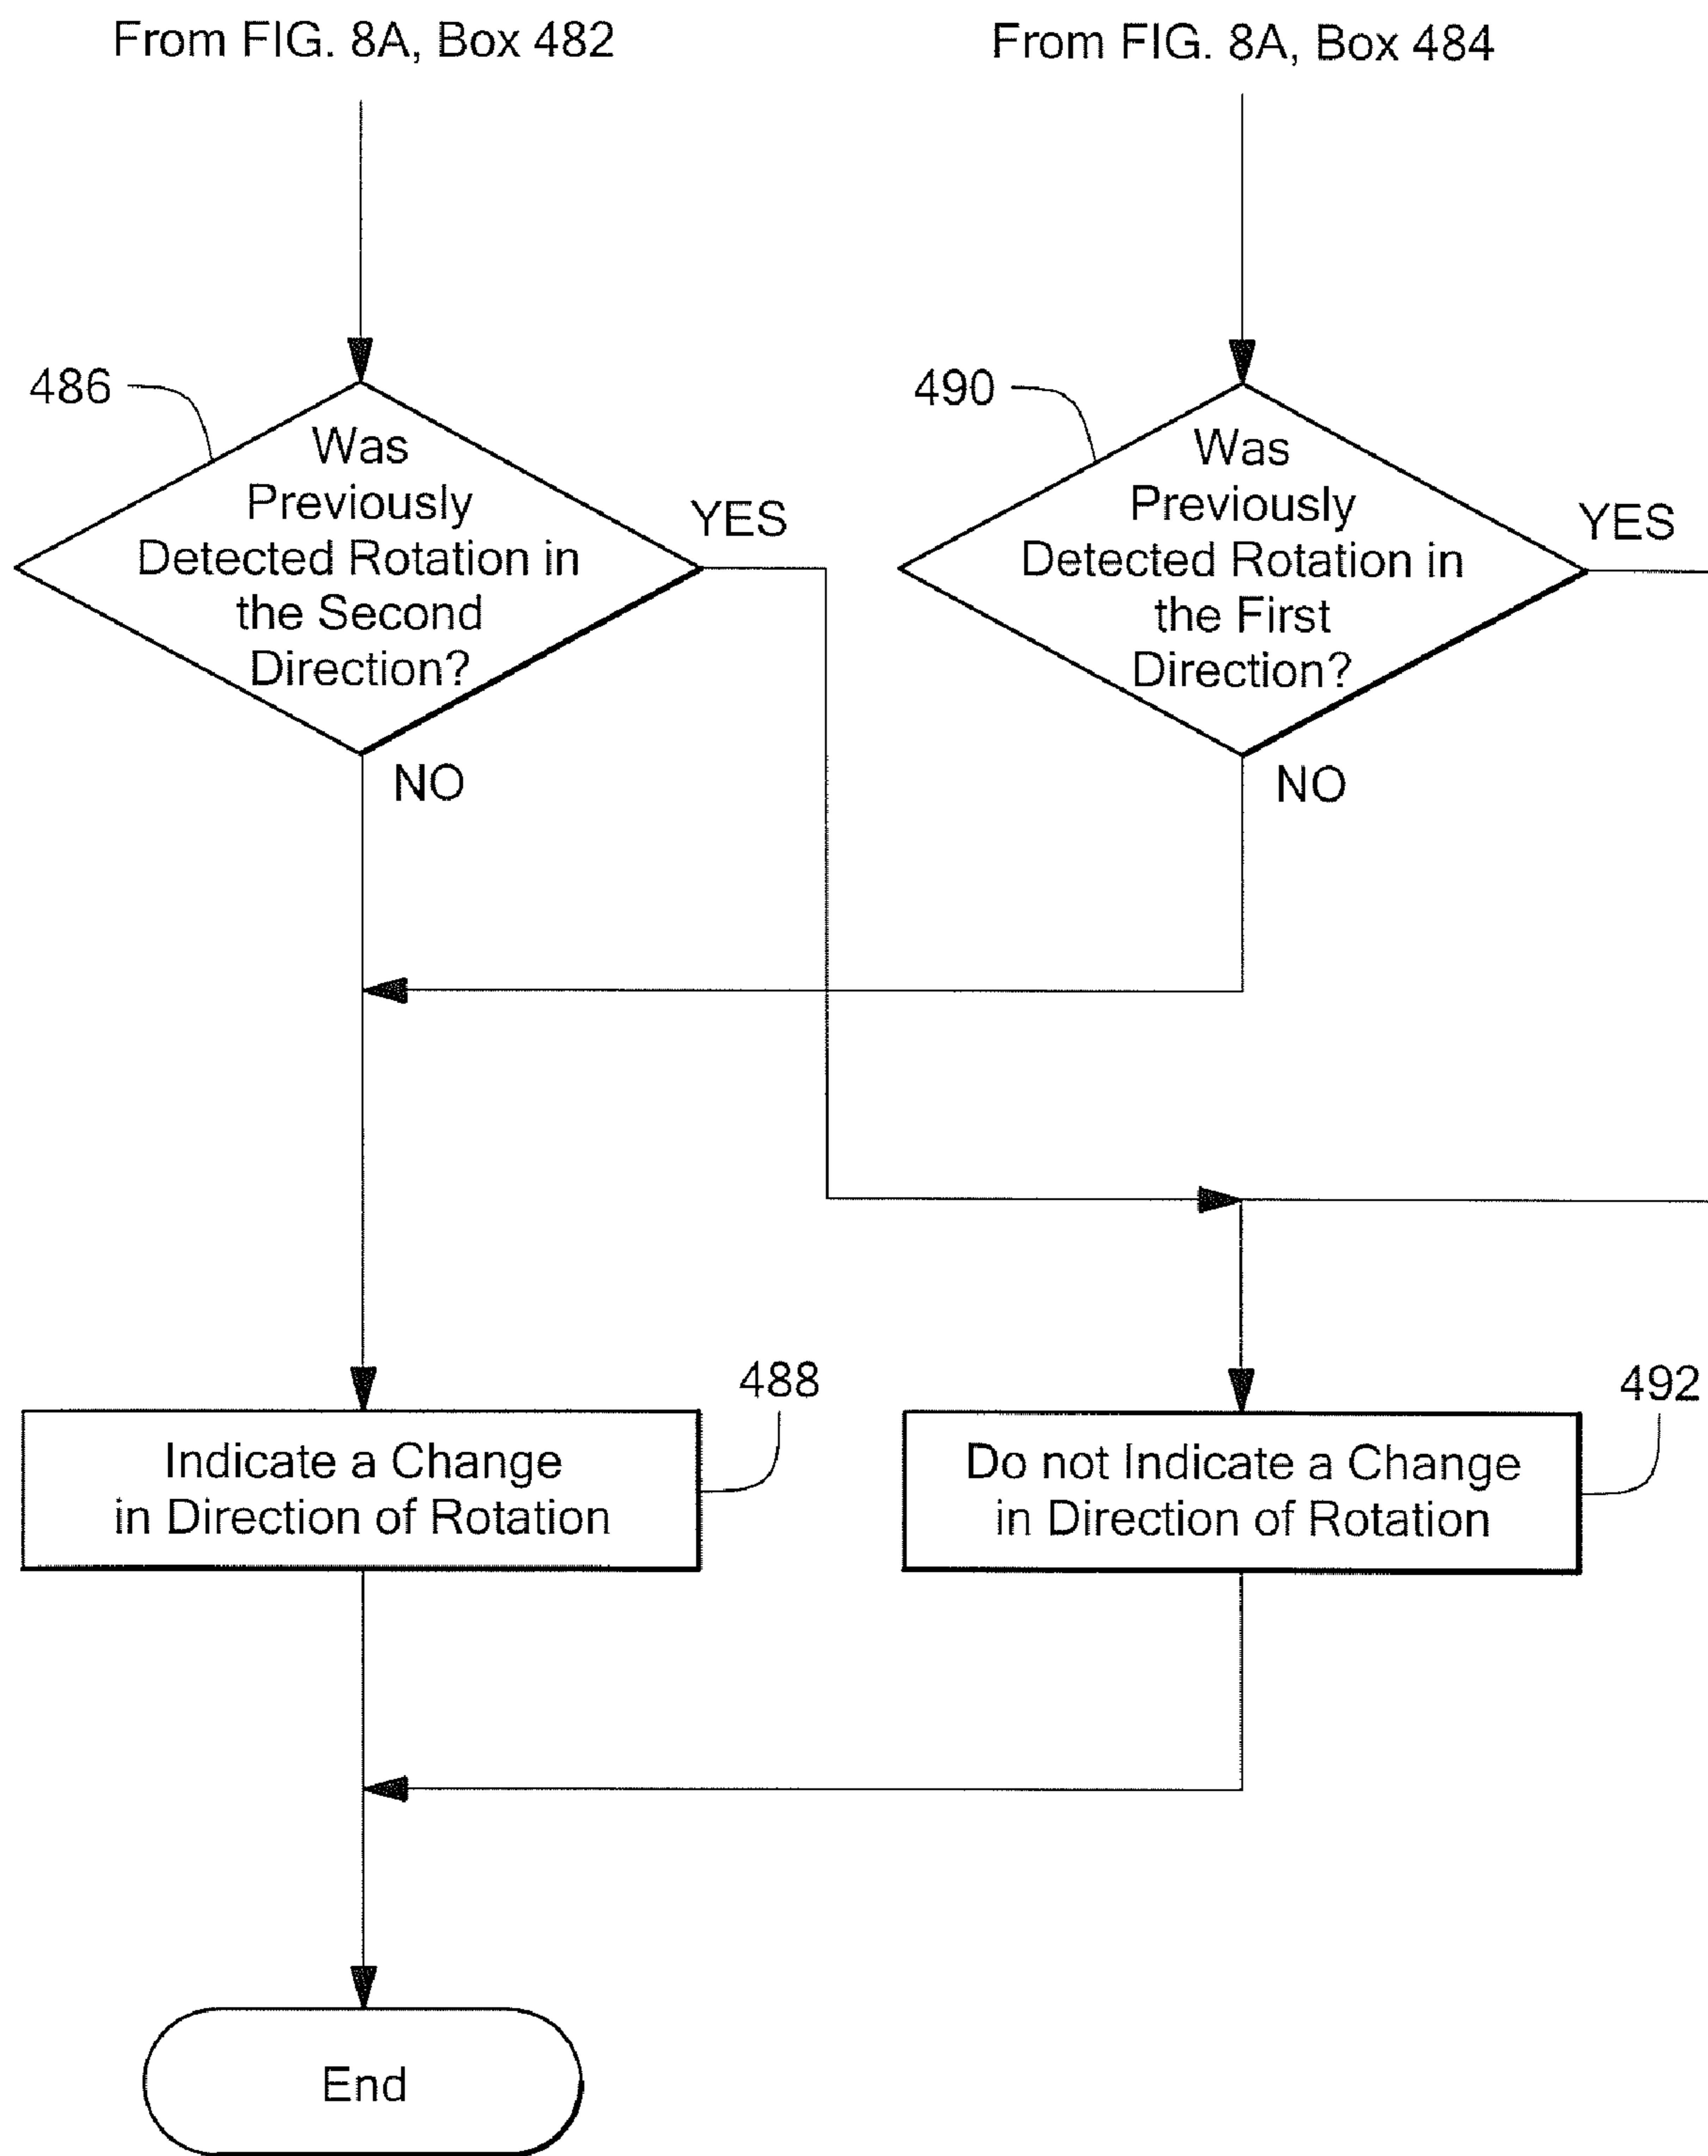 From FIG. 8A, Box 482
From FIG. 8A, Box 484
486
Was
Previously
Detected Rotation in
the Second
Direction?
YES
NO
490
Was
Previously
Detected Rotation in
the First
Direction?
YES
NO
488
Indicate a Change
in Direction of Rotation
492
Do not Indicate a Change
in Direction of Rotation
End